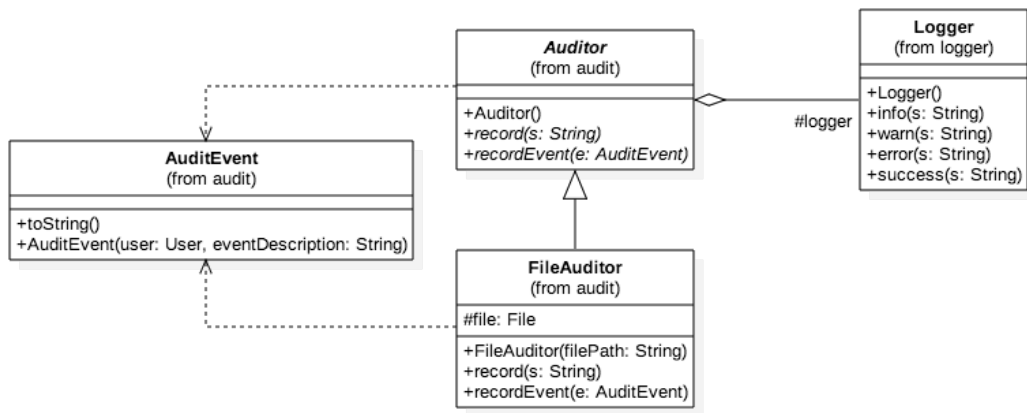 Auditor
(from audit)
+Auditor()
+record(s: String)
+recordEvent(e: AuditEvent)
Logger
(from logger)
+Logger()
+info(s: String)
+warn(s: String)
+error(s: String)
+success(s: String)
#logger
AuditEvent
(from audit)
+toString()
+AuditEvent(user: User, eventDescription: String)
FileAuditor
(from audit)
#file: File
+FileAuditor(filePath: String)
+record(s: String)
+recordEvent(e: AuditEvent)